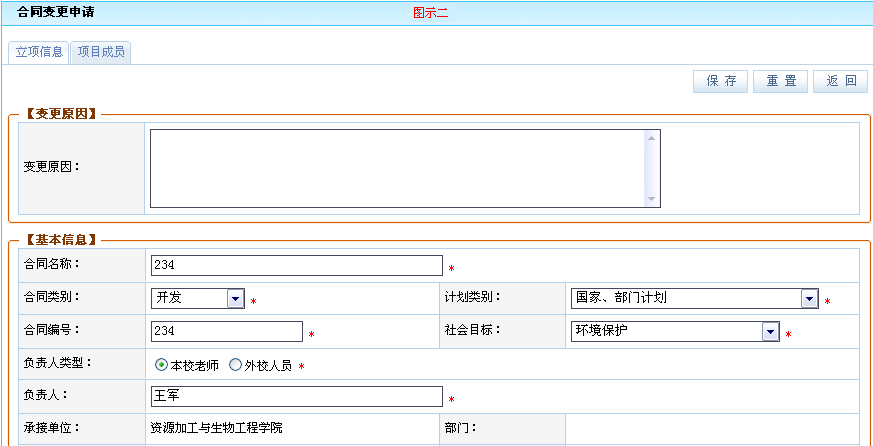 合同变更申请 图示二
立项信息 项目成员
保 存 重 置 返 回
【变更原因】
变更原因：
【基本信息】
合同名称： 234 *
合同类别： 开发 * 计划类别： 国家、部门计划 *
合同编号： 234 * 社会目标： 环境保护 *
负责人类型： 本校老师 外校人员 *
负责人： 王军 *
承接单位： 资源加工与生物工程学院 部门：